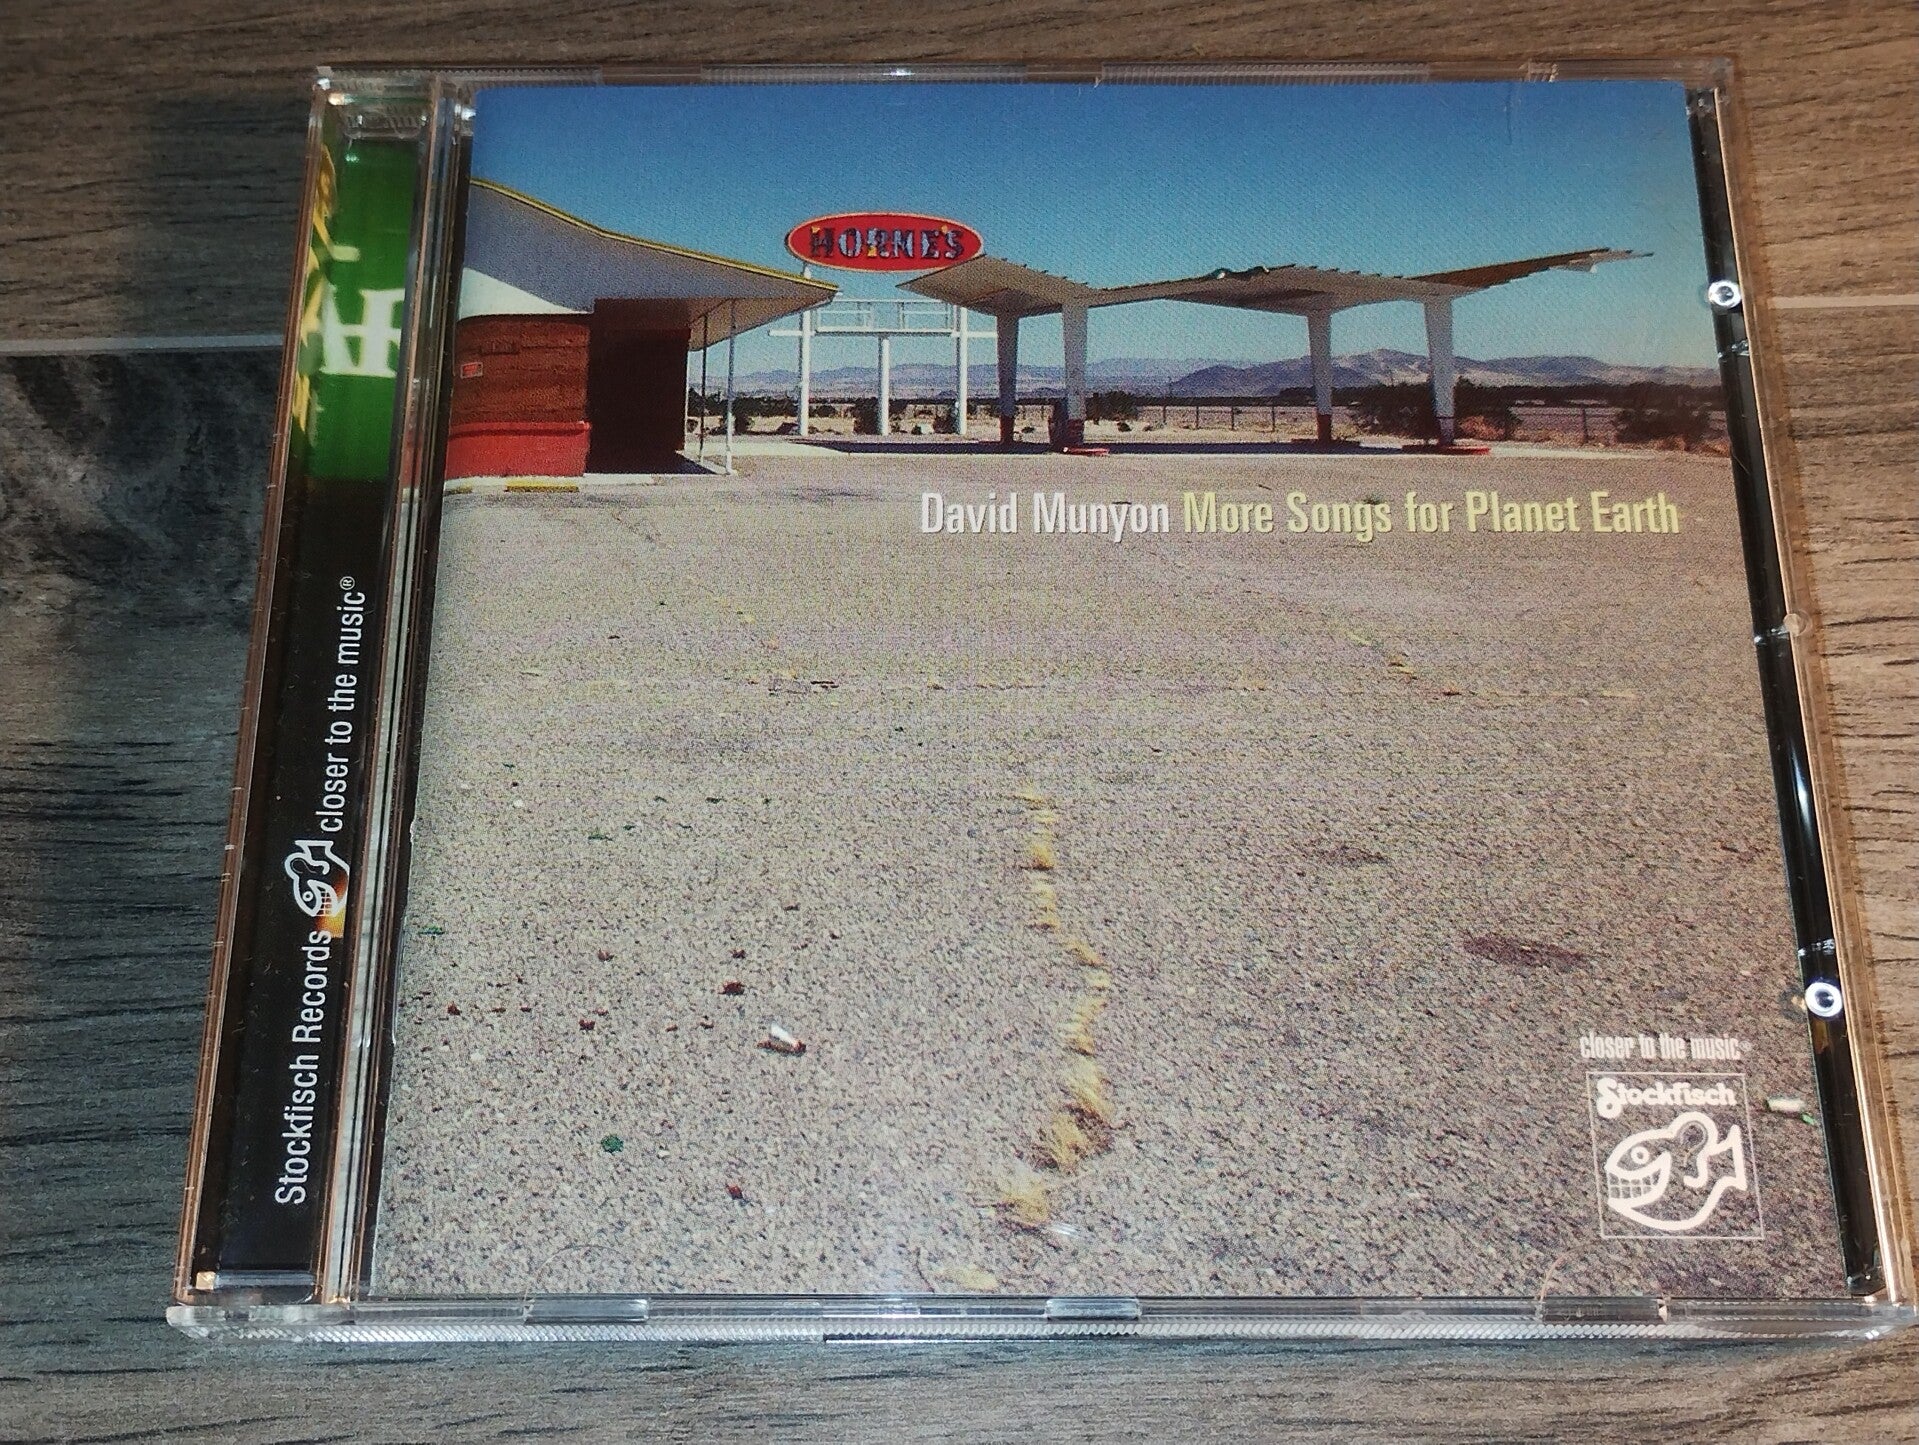 HORNE'S
David Munyon More Songs for Planet Earth
Stockfisch Records closer to the music®
closer to the music®
Stockfisch